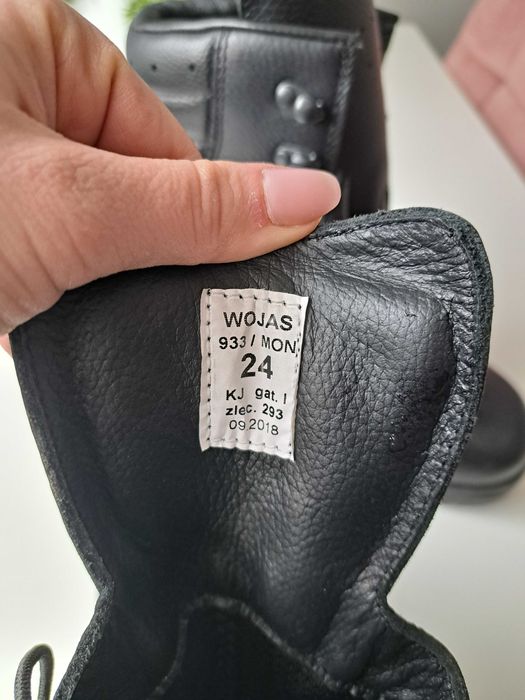 WOJAS
933 / MON
24
KJ gat. I
zlec. 293
09.2018